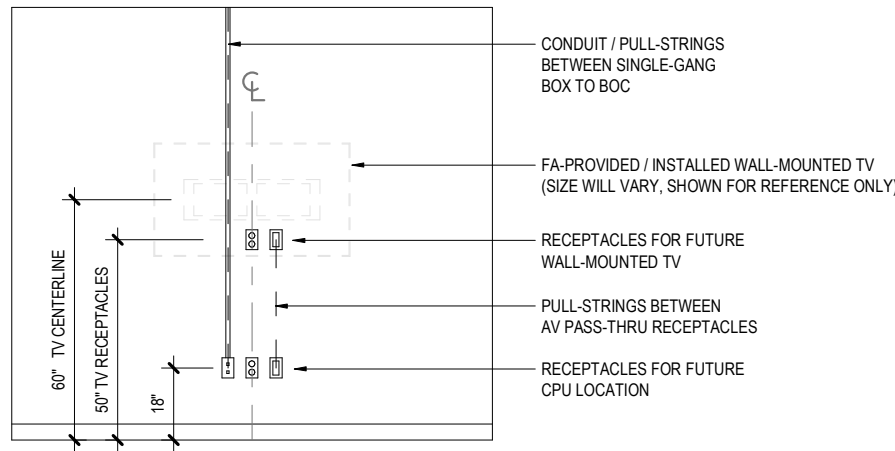 CONDUIT / PULL-STRINGS
BETWEEN SINGLE-GANG
BOX TO BOC
CL
FA-PROVIDED / INSTALLED WALL-MOUNTED TV
(SIZE WILL VARY, SHOWN FOR REFERENCE ONLY)
RECEPTACLES FOR FUTURE
WALL-MOUNTED TV
PULL-STRINGS BETWEEN
AV PASS-THRU RECEPTACLES
RECEPTACLES FOR FUTURE
CPU LOCATION
60" TV CENTERLINE
50" TV RECEPTACLES
18"